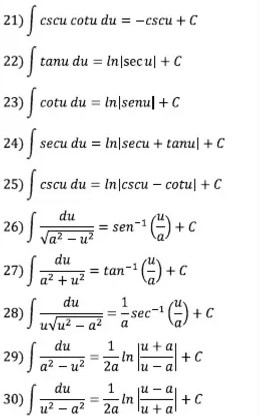 21) ∫ cscu cotu du = −cscu + C
22) ∫ tanu du = ln|sec u| + C
23) ∫ cotu du = ln|senu| + C
24) ∫ secu du = ln|secu + tanu| + C
25) ∫ cscu du = ln|cscu − cotu| + C
26) ∫ du/√(a² − u²) = sen⁻¹(u/a) + C
27) ∫ du/(a² + u²) = tan⁻¹(u/a) + C
28) ∫ du/(u√(u² − a²)) = 1/a sec⁻¹(u/a) + C
29) ∫ du/(a² − u²) = 1/2a ln |(u + a)/(u − a)| + C
30) ∫ du/(u² − a²) = 1/2a ln |(u − a)/(u + a)| + C